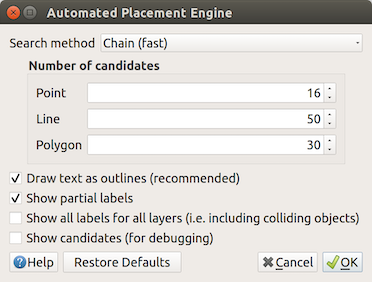 Automated Placement Engine
Search method Chain (fast)
Number of candidates
Point 16
Line 50
Polygon 30
Draw text as outlines (recommended)
Show partial labels
Show all labels for all layers (i.e. including colliding objects)
Show candidates (for debugging)
Help Restore Defaults Cancel OK